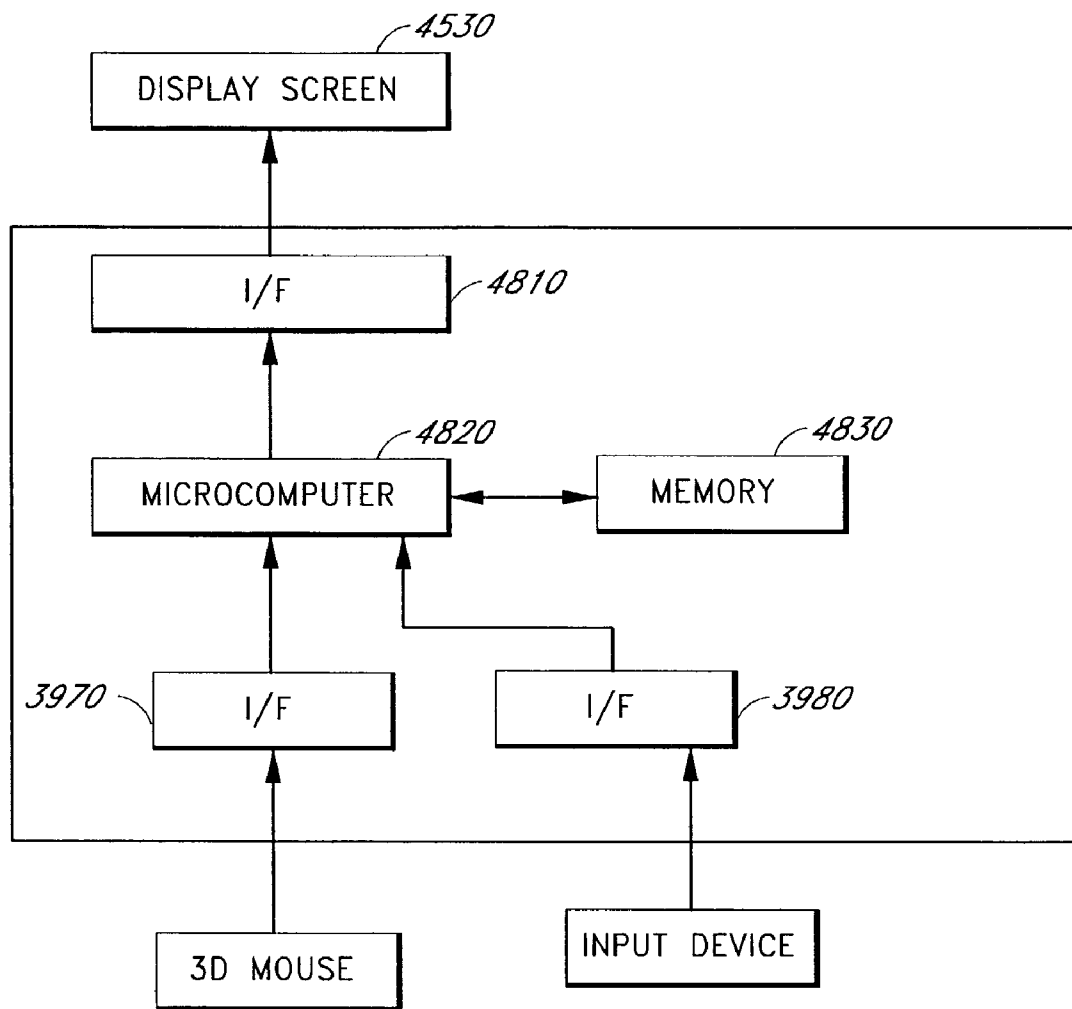 4530
DISPLAY SCREEN
I/F
4810
4820
4830
MICROCOMPUTER
MEMORY
3970
I/F
I/F
3980
3D MOUSE
INPUT DEVICE